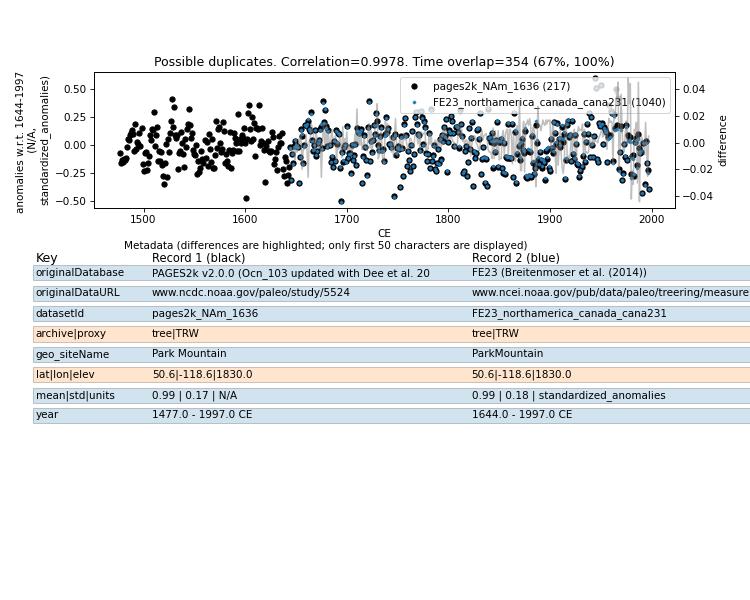 Possible duplicates. Correlation=0.9978. Time overlap=354 (67%, 100%)
anomalies w.r.t. 1644-1997
(N/A,
standardized_anomalies)
0.50
0.25
0.00
−0.25
−0.50
pages2k_NAm_1636 (217)
FE23_northamerica_canada_cana231 (1040)
0.04
0.02
0.00
−0.02
−0.04
difference
1500 1600 1700 1800 1900 2000
CE
Metadata (differences are highlighted; only first 50 characters are displayed)
Key Record 1 (black) Record 2 (blue)
originalDatabase PAGES2k v2.0.0 (Ocn_103 updated with Dee et al. 20 FE23 (Breitenmoser et al. (2014))
originalDataURL www.ncdc.noaa.gov/paleo/study/5524 www.ncei.noaa.gov/pub/data/paleo/treering/measure
datasetId pages2k_NAm_1636 FE23_northamerica_canada_cana231
archive|proxy tree|TRW tree|TRW
geo_siteName Park Mountain ParkMountain
lat|lon|elev 50.6|-118.6|1830.0 50.6|-118.6|1830.0
mean|std|units 0.99 | 0.17 | N/A 0.99 | 0.18 | standardized_anomalies
year 1477.0 - 1997.0 CE 1644.0 - 1997.0 CE